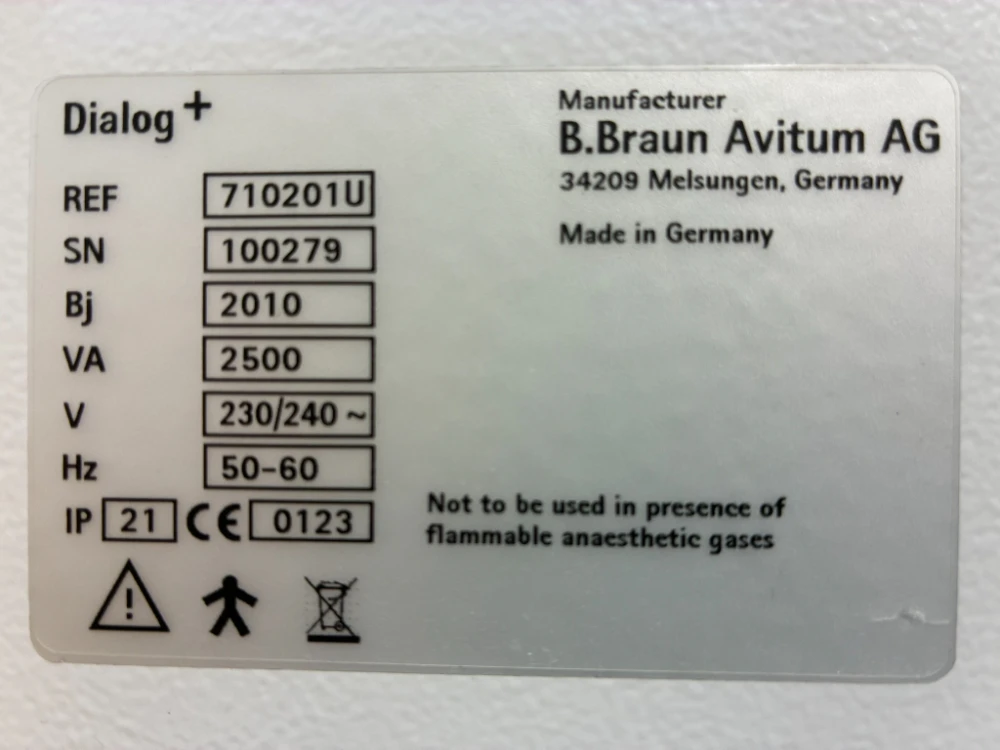 Dialog+
REF 710201U
SN 100279
Bj 2010
VA 2500
V 230/240 ~
Hz 50-60
IP 21 CE 0123
Manufacturer
B.Braun Avitum AG
34209 Melsungen, Germany
Made in Germany
Not to be used in presence of
flammable anaesthetic gases